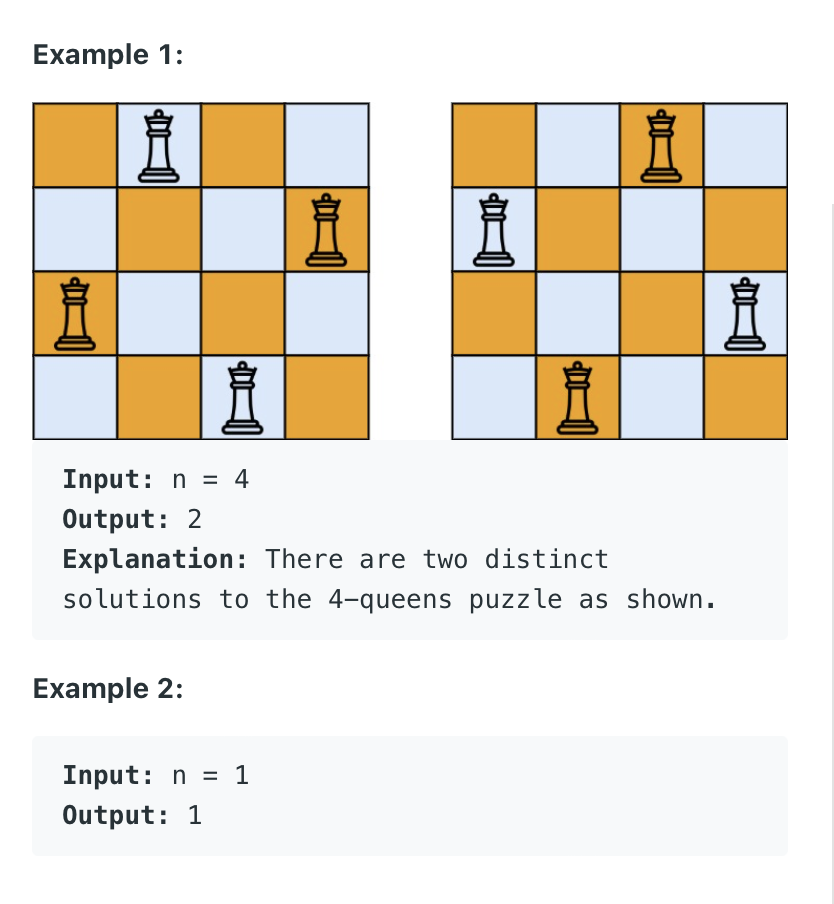 Example 1:
Input: n = 4
Output: 2
Explanation: There are two distinct
solutions to the 4-queens puzzle as shown.
Example 2:
Input: n = 1
Output: 1